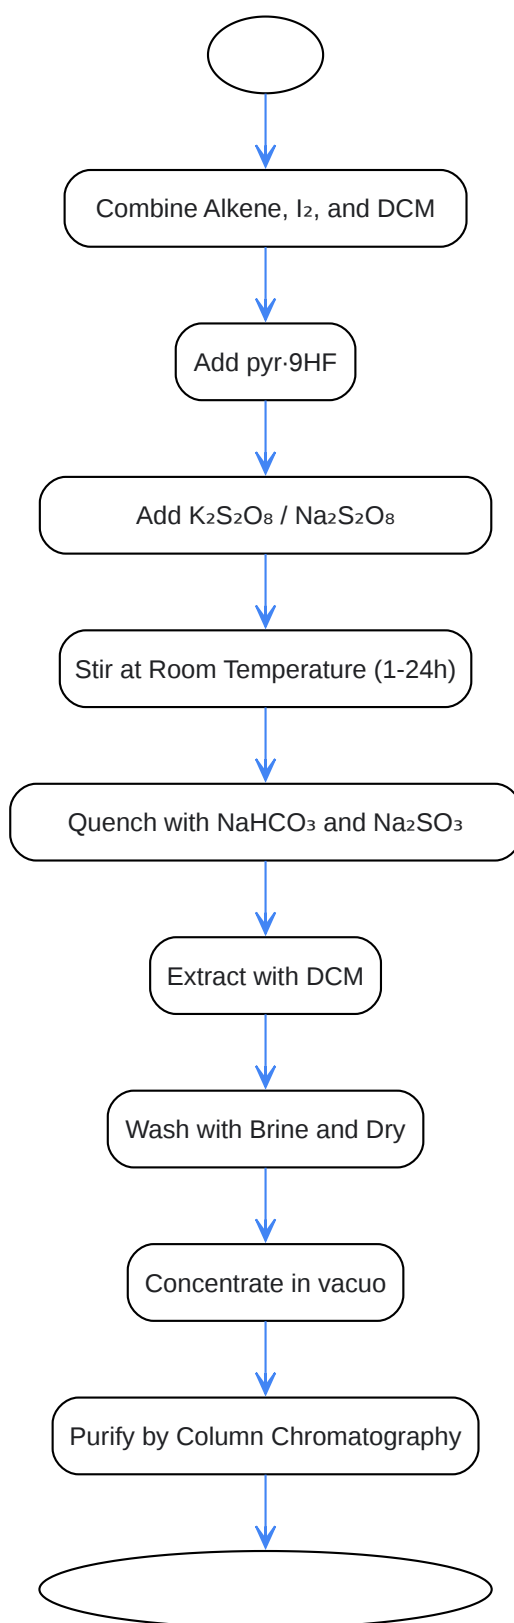 Combine Alkene, I₂, and DCM
Add pyr·9HF
Add K₂S₂O₈ / Na₂S₂O₈
Stir at Room Temperature (1-24h)
Quench with NaHCO₃ and Na₂SO₃
Extract with DCM
Wash with Brine and Dry
Concentrate in vacuo
Purify by Column Chromatography